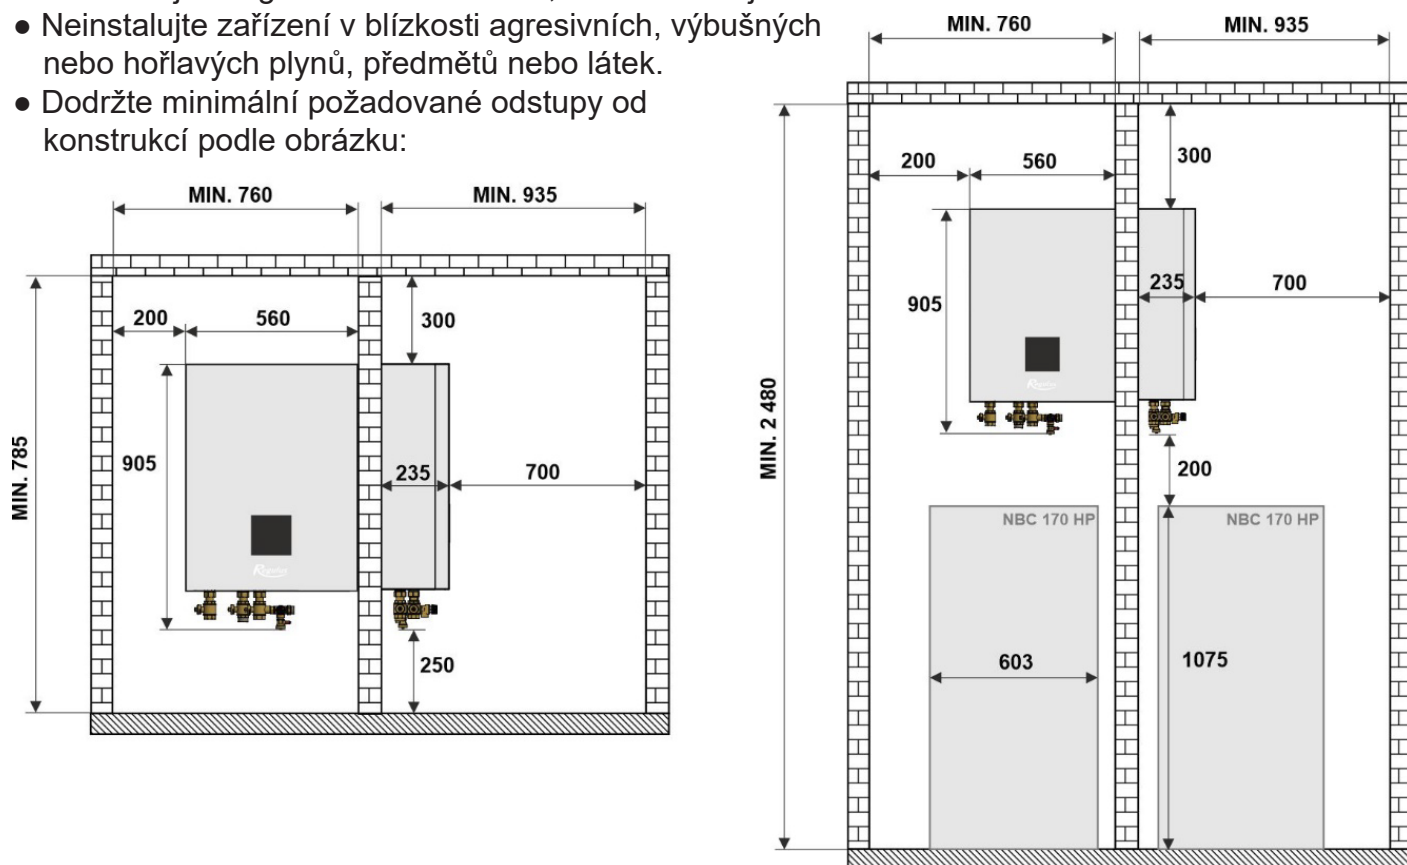 ● Neinstalujte zařízení v blízkosti agresivních, výbušných
nebo hořlavých plynů, předmětů nebo látek.
● Dodržte minimální požadované odstupy od
konstrukcí podle obrázku:
MIN. 760
MIN. 935
200
560
300
905
235
700
MIN. 785
Regulus
250
MIN. 760
MIN. 935
200
560
300
905
235
700
Regulus
MIN. 2 480
200
NBC 170 HP
NBC 170 HP
603
1075